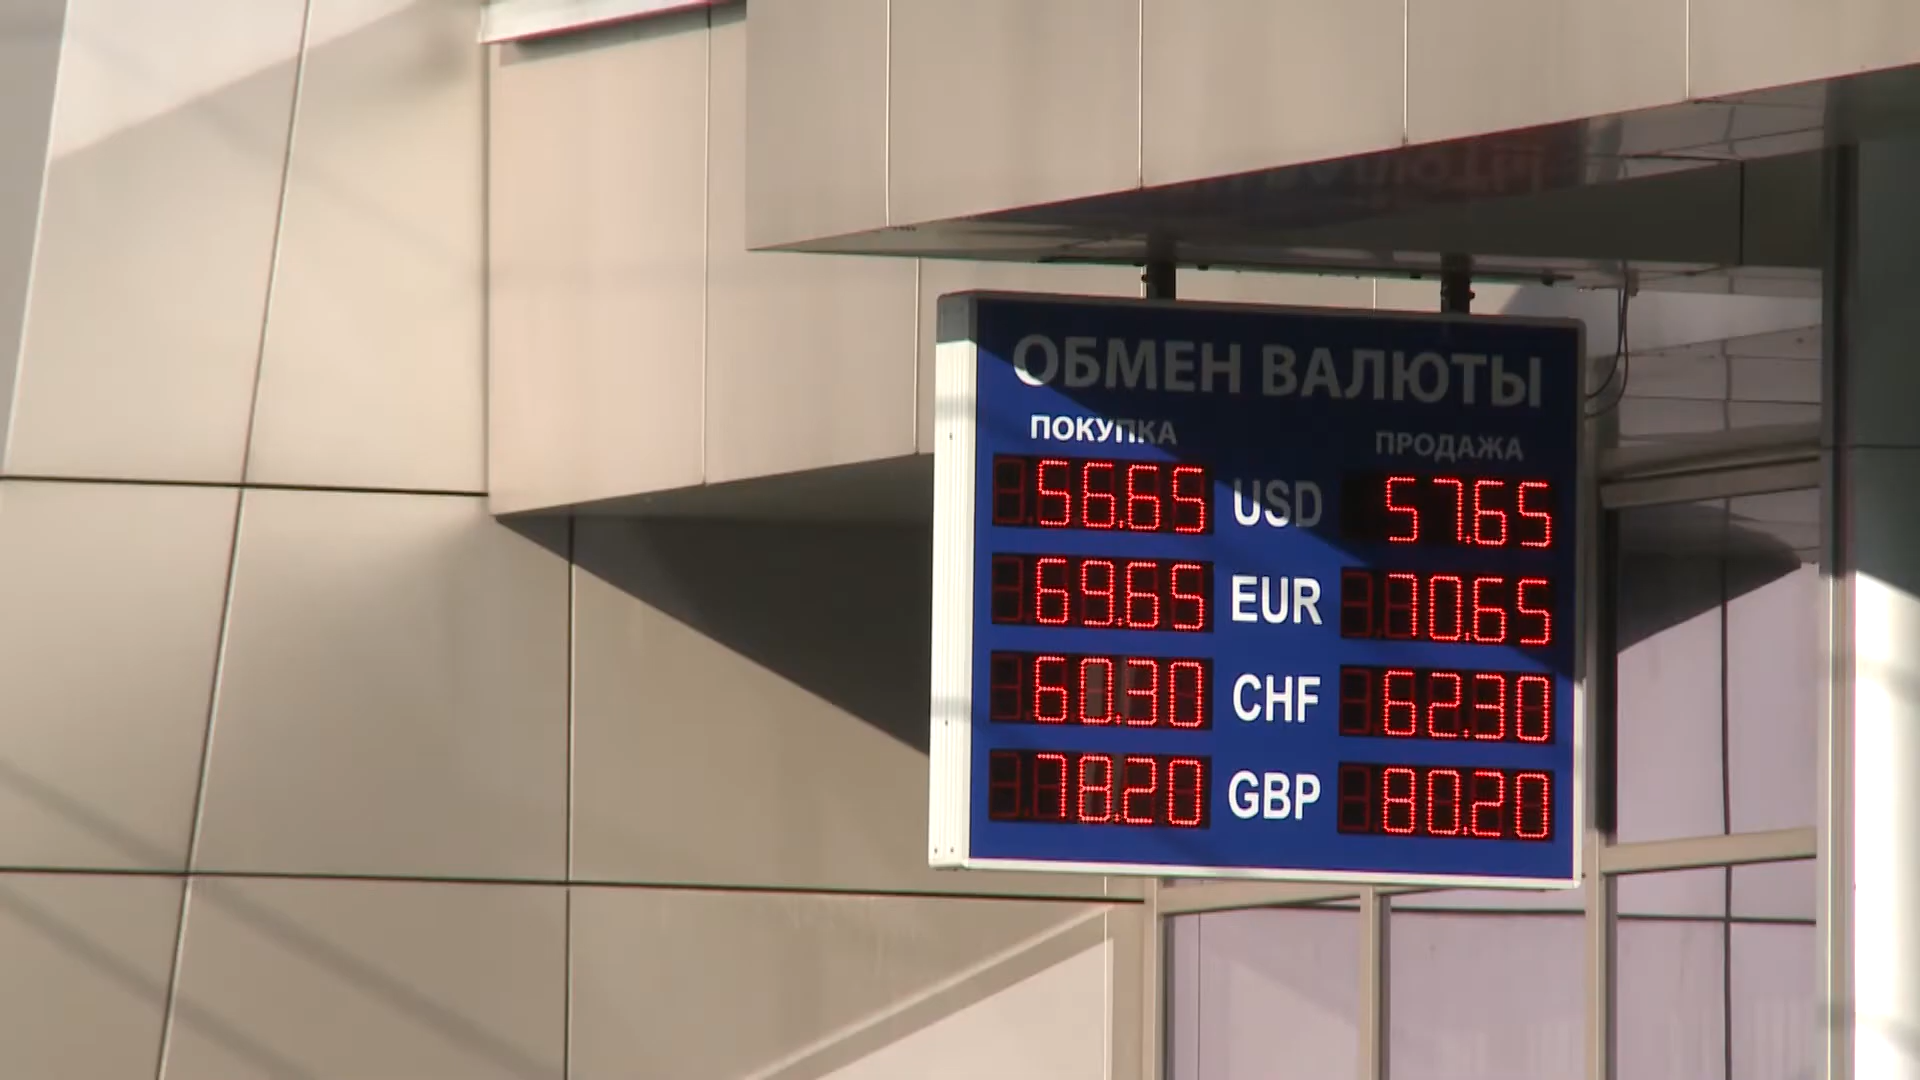 ОБМЕН ВАЛЮТЫ
ПОКУПКА ПРОДАЖА
56.65 USD 57.65
69.65 EUR 70.65
60.30 CHF 62.30
78.20 GBP 80.20